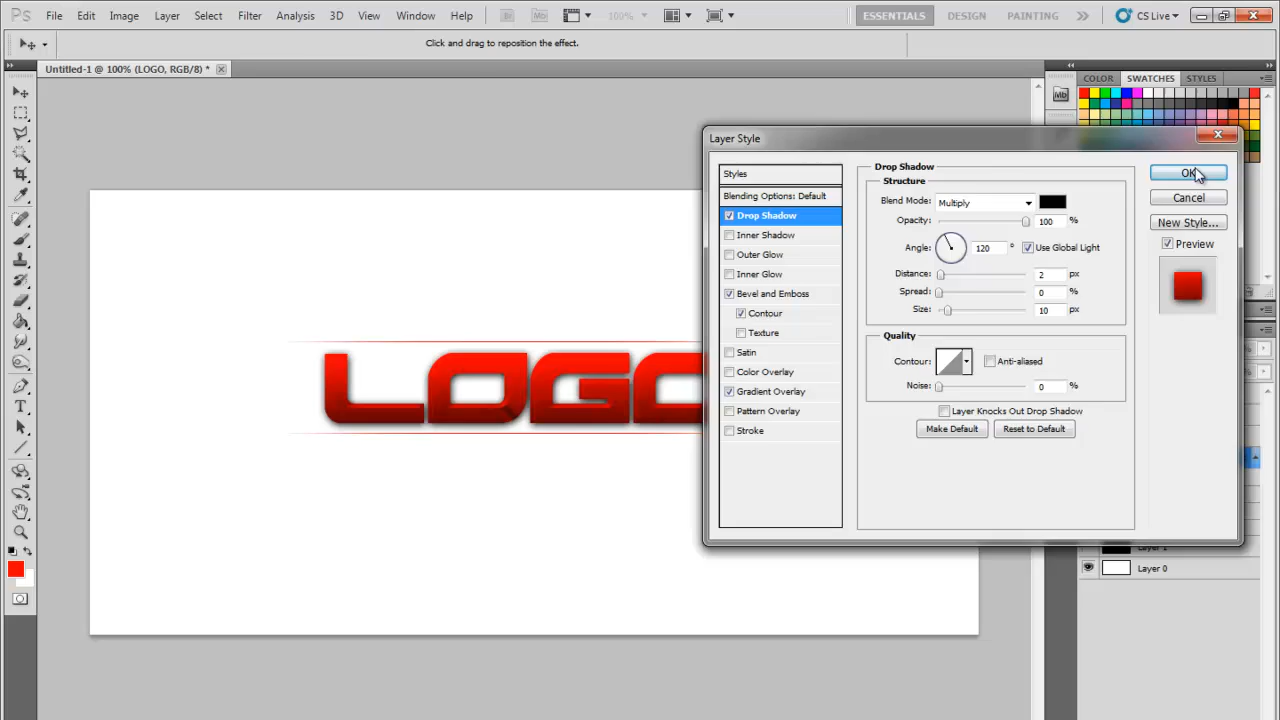 Ps File Edit Image Layer Select Filter Analysis 3D View Window Help Br Mb 100% ESSENTIALS DESIGN PAINTING CS Live
Click and drag to reposition the effect.
Untitled-1 @ 100% (LOGO, RGB/8) *
COLOR SWATCHES STYLES
Mb
Layer Style
Styles
Blending Options: Default
Drop Shadow
Inner Shadow
Outer Glow
Inner Glow
Bevel and Emboss
Contour
Texture
Satin
Color Overlay
Gradient Overlay
Pattern Overlay
Stroke
Drop Shadow
Structure
Blend Mode: Multiply
Opacity: 100 %
Angle: 120 ° Use Global Light
Distance: 2 px
Spread: 0 %
Size: 10 px
Quality
Contour: Anti-aliased
Noise: 0 %
Layer Knocks Out Drop Shadow
Make Default Reset to Default
OK
Cancel
New Style...
Preview
LOGO
T
Layer 1
Layer 0